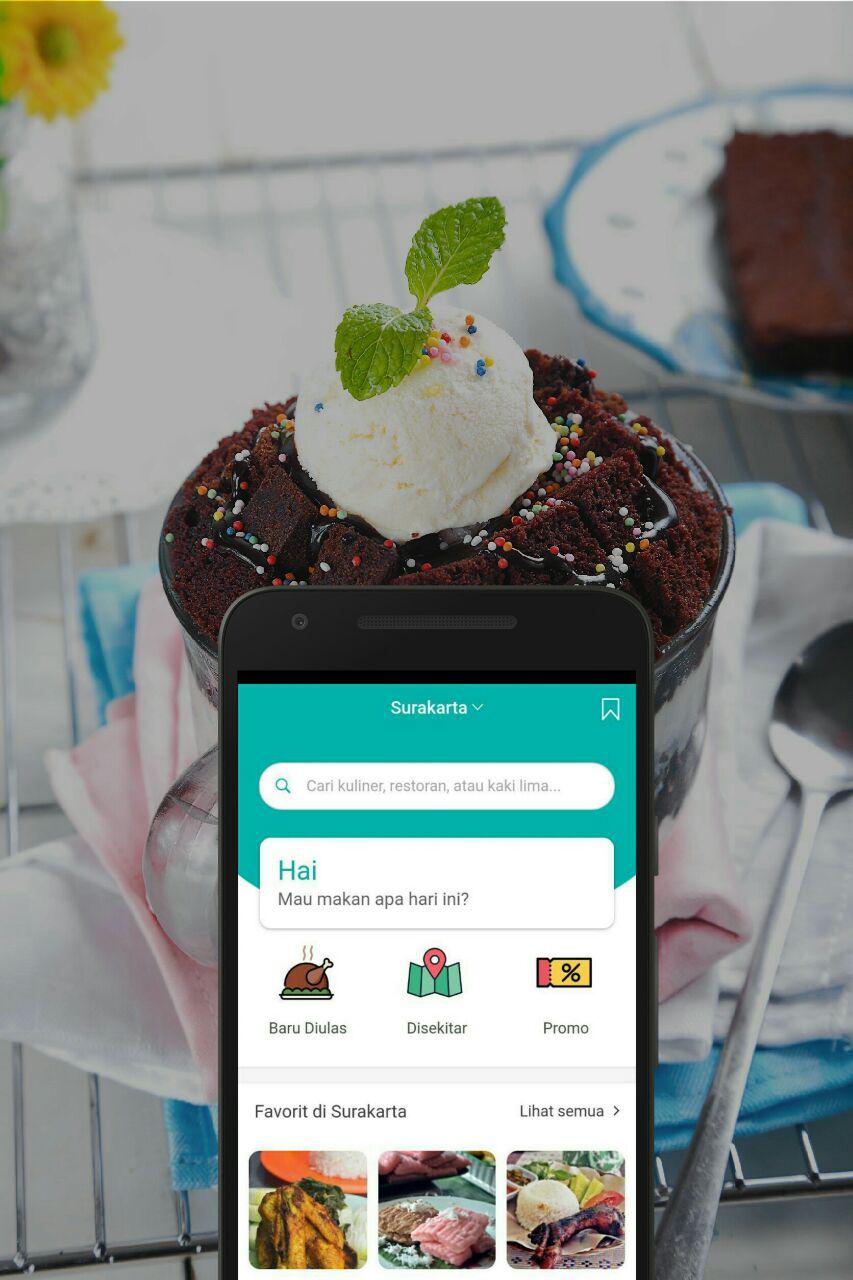 Surakarta
Cari kuliner, restoran, atau kaki lima...
Hai
Mau makan apa hari ini?
Baru Diulas
Disekitar
Promo
Favorit di Surakarta
Lihat semua